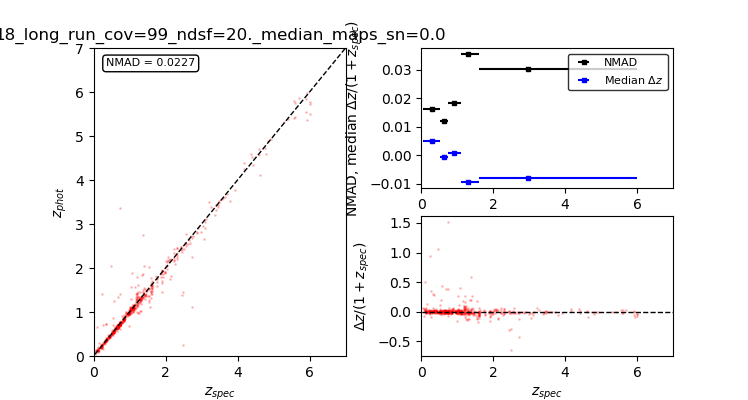 18_long_run_cov=99_ndsf=20._median_maps_sn=0.0
NMAD = 0.0227
z_phot
z_spec
0 1 2 3 4 5 6 7
0 2 4 6
NMAD, median Δz/(1 + z_spec)
NMAD
Median Δz
0.03
0.02
0.01
0.00
−0.01
0 2 4 6
Δz/(1 + z_spec)
1.5
1.0
0.5
0.0
−0.5
0 2 4 6
z_spec